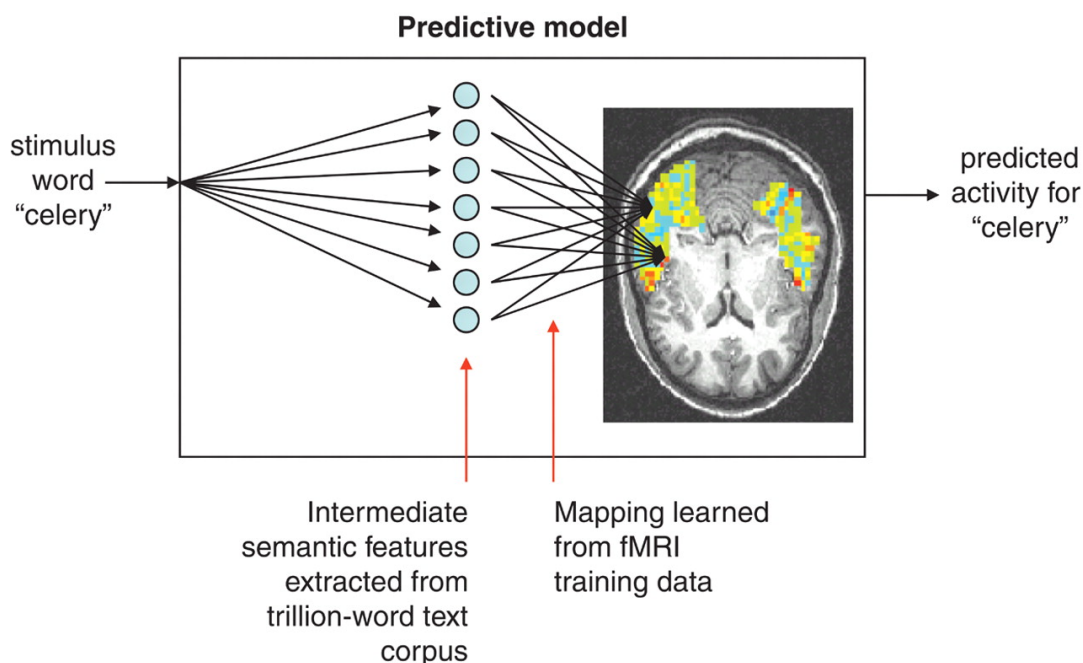 Predictive model
stimulus
word
“celery”
predicted
activity for
“celery”
Intermediate
semantic features
extracted from
trillion-word text
corpus
Mapping learned
from fMRI
training data